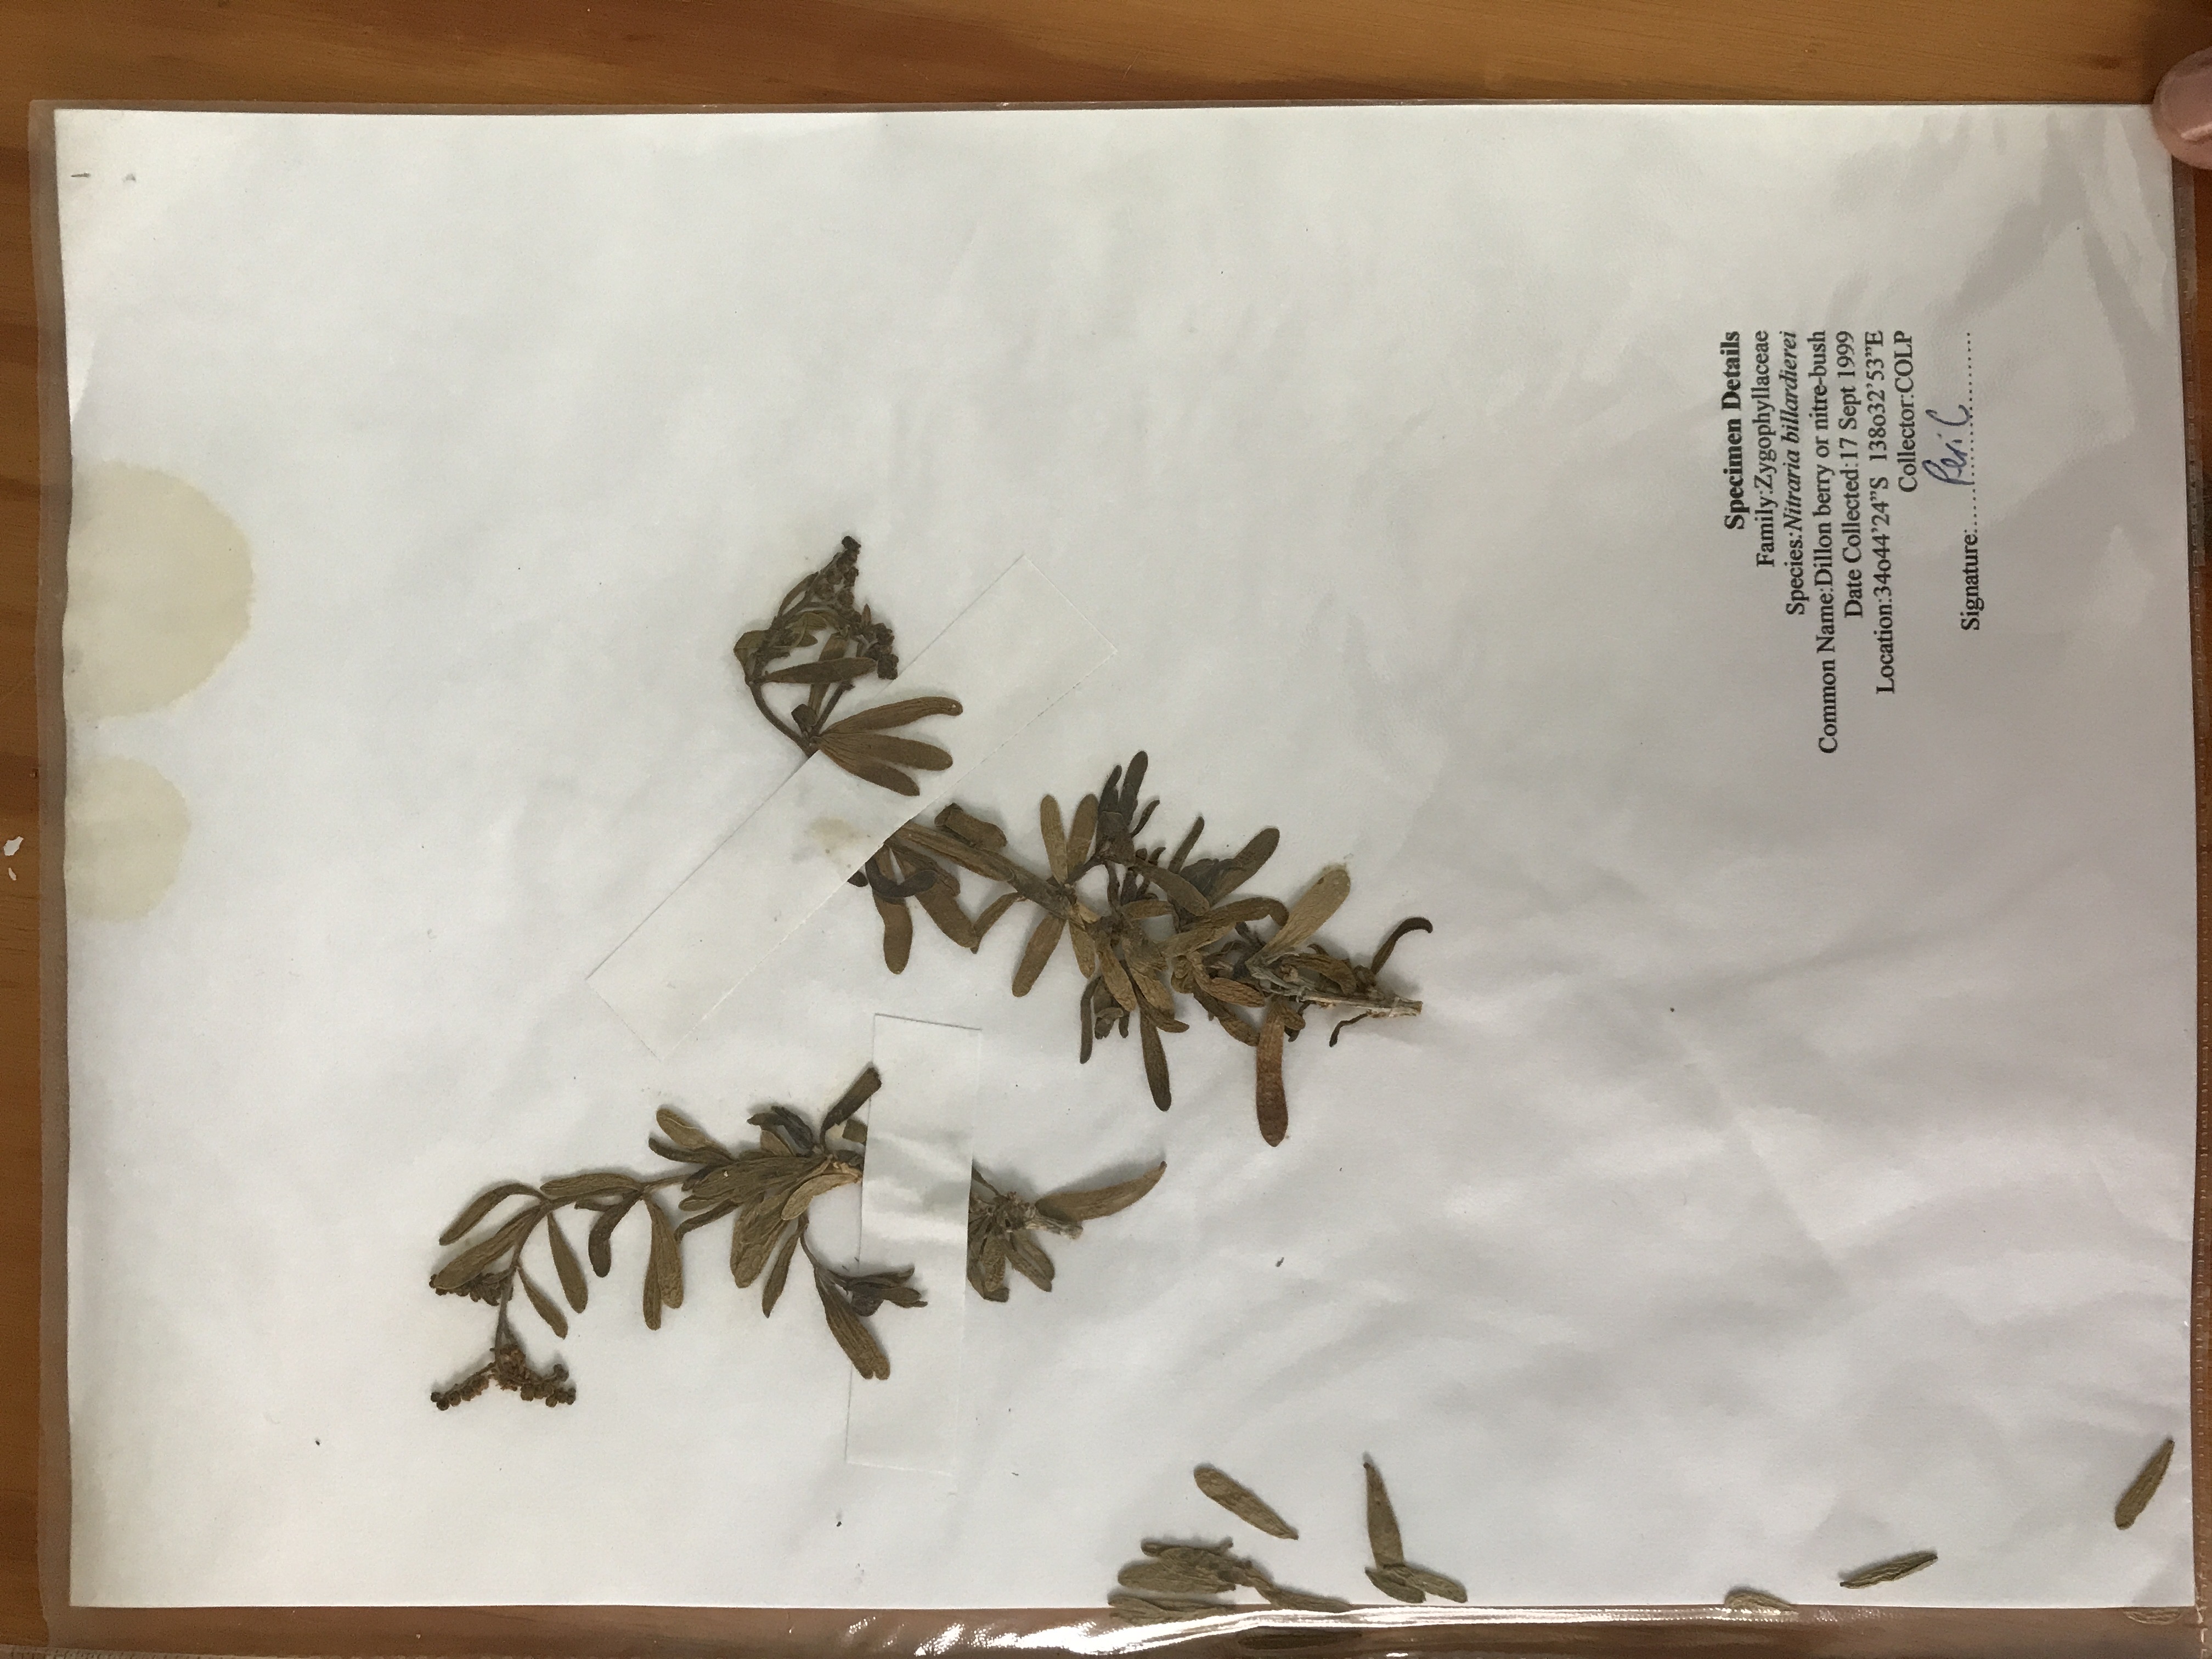 Specimen Details
Family:Zygophyllaceae
Species:Nitraria billardierei
Common Name:Dillon berry or nitre-bush
Date Collected:17 Sept 1999
Location:34o44’24”S 138o32’53”E
Collector:COLP
Signature:.....Peri C..........